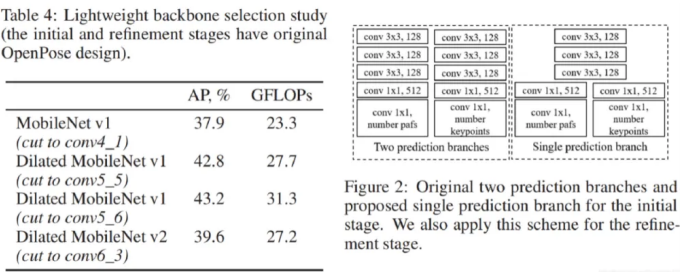 Table 4: Lightweight backbone selection study
(the initial and refinement stages have original
OpenPose design).
AP, % GFLOPs
MobileNet v1 37.9 23.3
(cut to conv4_1)
Dilated MobileNet v1 42.8 27.7
(cut to conv5_5)
Dilated MobileNet v1 43.2 31.3
(cut to conv5_6)
Dilated MobileNet v2 39.6 27.2
(cut to conv6_3)
conv 3x3, 128 conv 3x3, 128 conv 3x3, 128
conv 3x3, 128 conv 3x3, 128 conv 3x3, 128
conv 3x3, 128 conv 3x3, 128 conv 3x3, 128
conv 1x1, 512 conv 1x1, 512 conv 1x1, 512 conv 1x1, 512
conv 1x1,
number pafs
conv 1x1,
number
keypoints
conv 1x1,
number pafs
conv 1x1,
number
keypoints
Two prediction branches Single prediction branch
Figure 2: Original two prediction branches and
proposed single prediction branch for the initial
stage. We also apply this scheme for the refine-
ment stage.